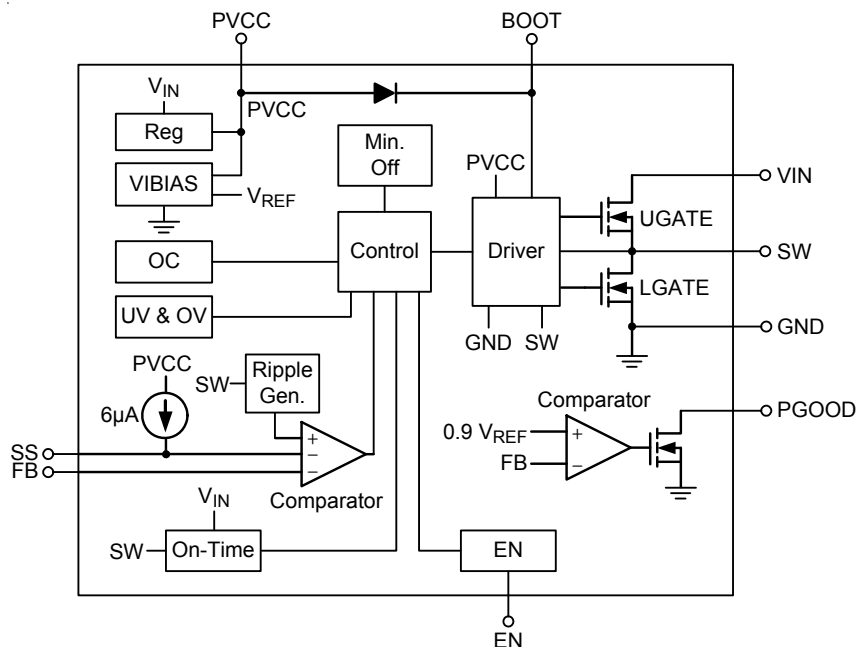 PVCC
BOOT
VIN
PVCC
Reg
Min.
Off
PVCC
VIBIAS
VREF
VIN
UGATE
OC
Control
Driver
SW
LGATE
UV & OV
GND
SW
GND
PVCC
SW
Ripple
Gen.
Comparator
PGOOD
6µA
+
0.9 VREF
+
SS
−
FB
−
FB
−
Comparator
VIN
SW
On-Time
EN
EN